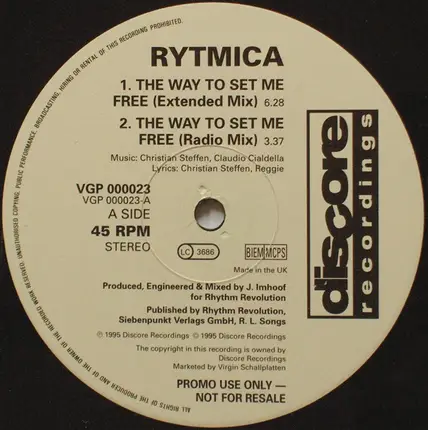 UNAUTHORISED COPYING, PUBLIC PERFORMANCE, BROADCASTING, HIRING OR RENTAL OF THIS RECORDING PROHIBITED.
RYTMICA
1. THE WAY TO SET ME
FREE (Extended Mix) 6.28
2. THE WAY TO SET ME
FREE (Radio Mix) 3.37
Music: Christian Steffen, Claudio Cialdella
Lyrics: Christian Steffen, Reggie
VGP 000023
VGP 000023-A
A SIDE
45 RPM
STEREO
LC 3686
BIEM MCPS
Made in the UK
discore
recordings
Produced, Engineered & Mixed by J. Imhoof
for Rhythm Revolution
Published by Rhythm Revolution,
Siebenpunkt Verlags GmbH, R. L. Songs
℗ 1995 Discore Recordings © 1995 Discore Recordings
The copyright in this recording is owned by
Discore Recordings
Marketed by Virgin Schallplatten
PROMO USE ONLY —
NOT FOR RESALE
ALL RIGHTS OF THE PRODUCER AND OF THE OWNER OF THE RECORDED WORK RESERVED.